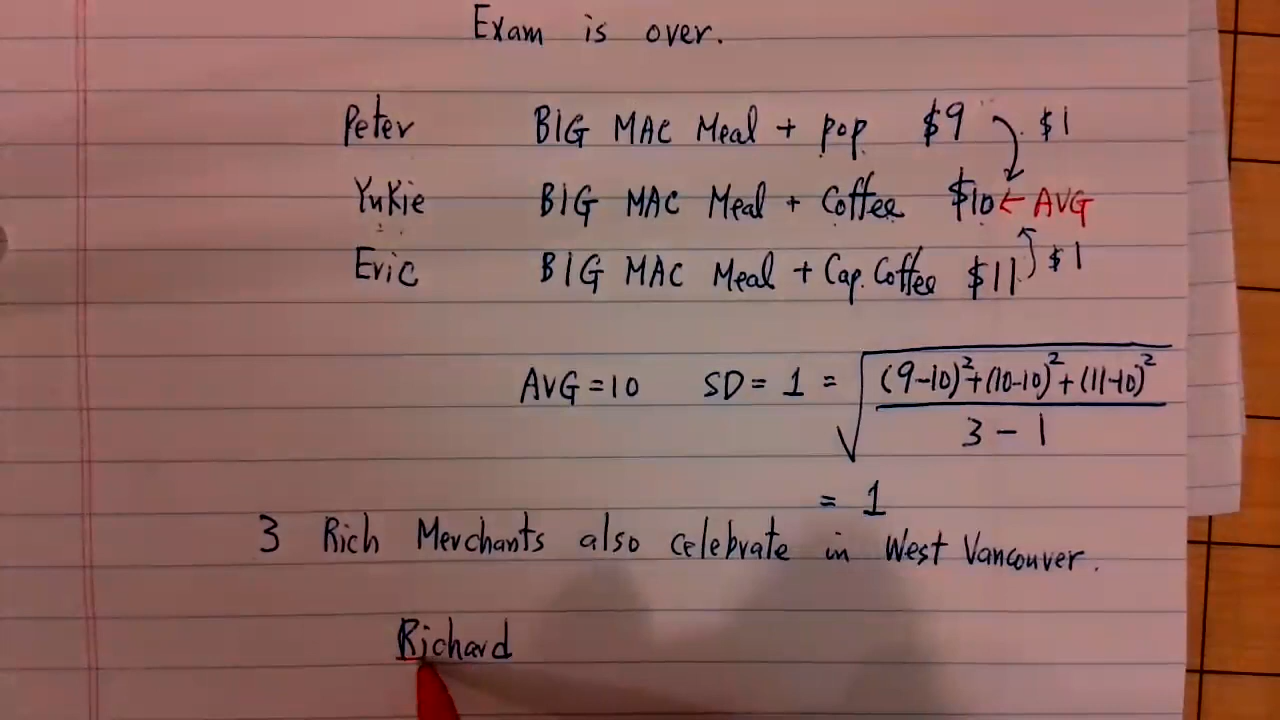 Exam is over.
Peter BIG MAC Meal + pop $9 $1
Yukie BIG MAC Meal + Coffee $10 ← AVG
Eric BIG MAC Meal + Cap. Coffee $11 $1
AVG = 10 SD = 1 = √((9-10)²+(10-10)²+(11-10)²/3-1)
= 1
3 Rich Merchants also celebrate in West Vancouver.
Richard